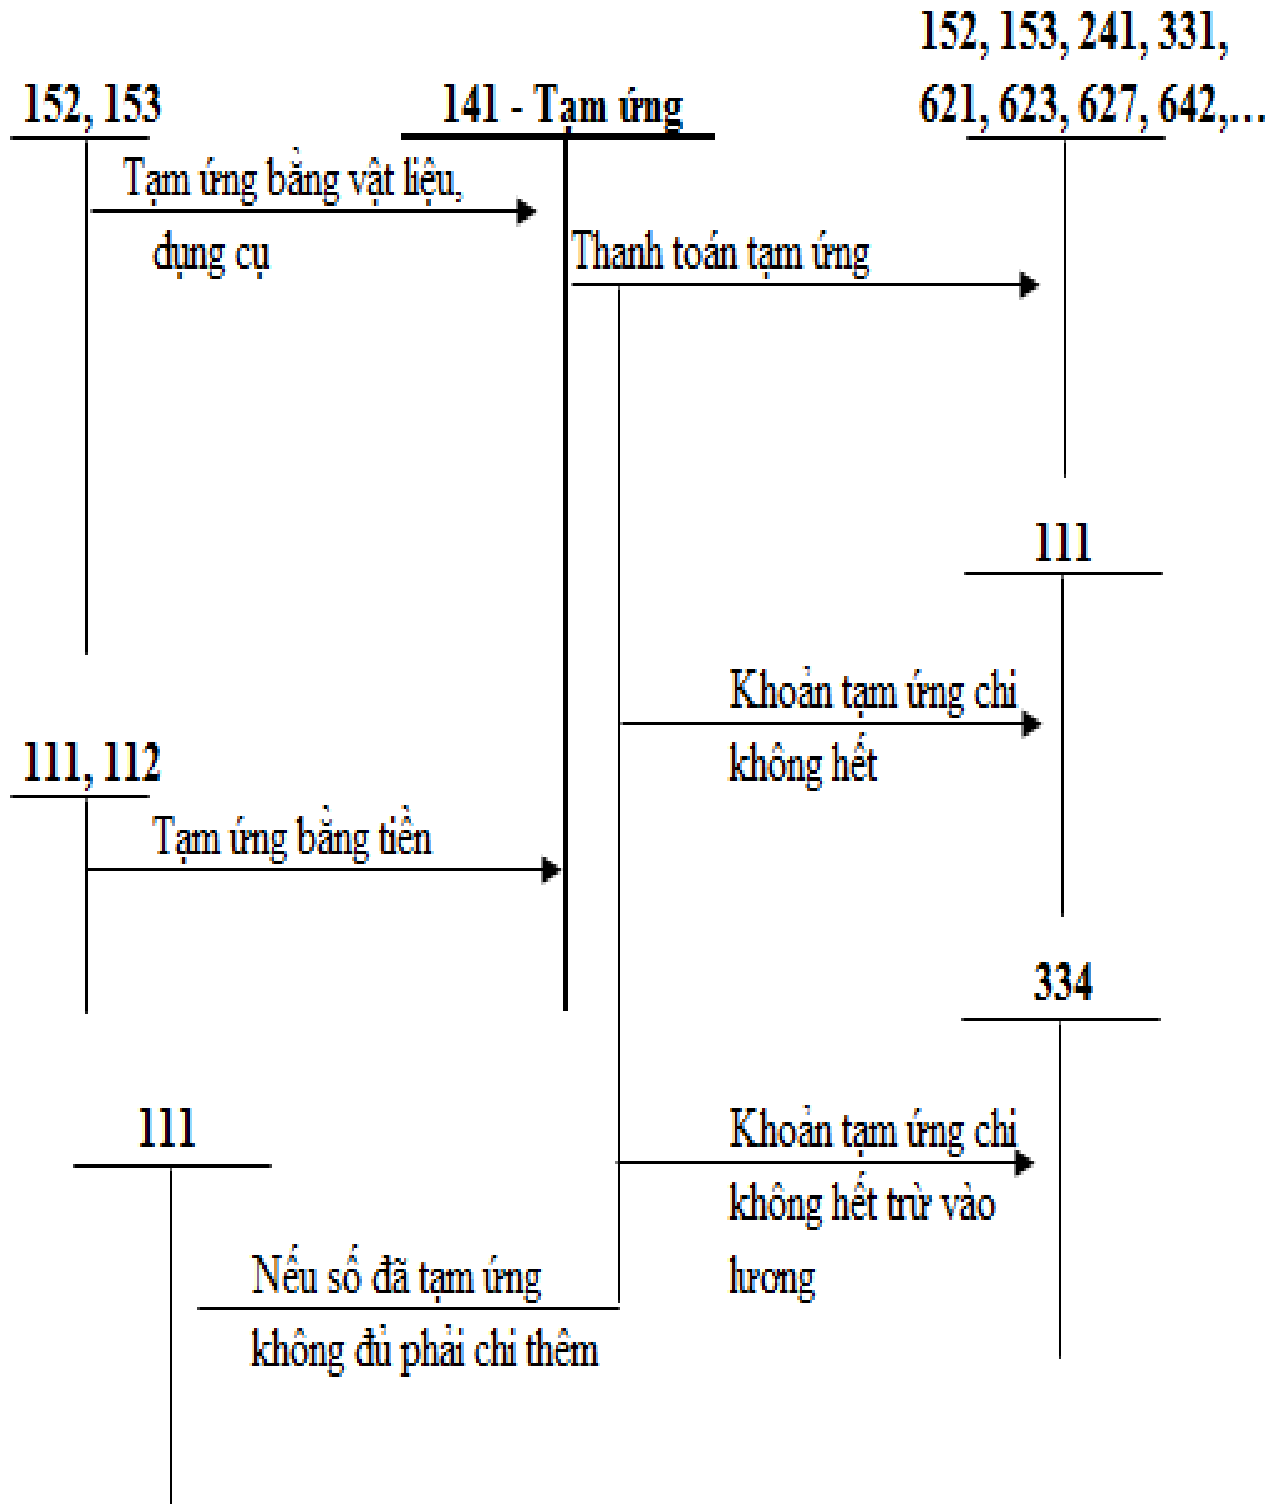 152, 153, 241, 331,
152, 153
141 - Tạm ứng
621, 623, 627, 642,...
Tạm ứng bằng vật liệu,
dụng cụ
Thanh toán tạm ứng
111
Khoản tạm ứng chi
không hết
111, 112
Tạm ứng bằng tiền
334
111
Khoản tạm ứng chi
không hết trừ vào
lương
Nếu số đã tạm ứng
không đủ phải chi thêm